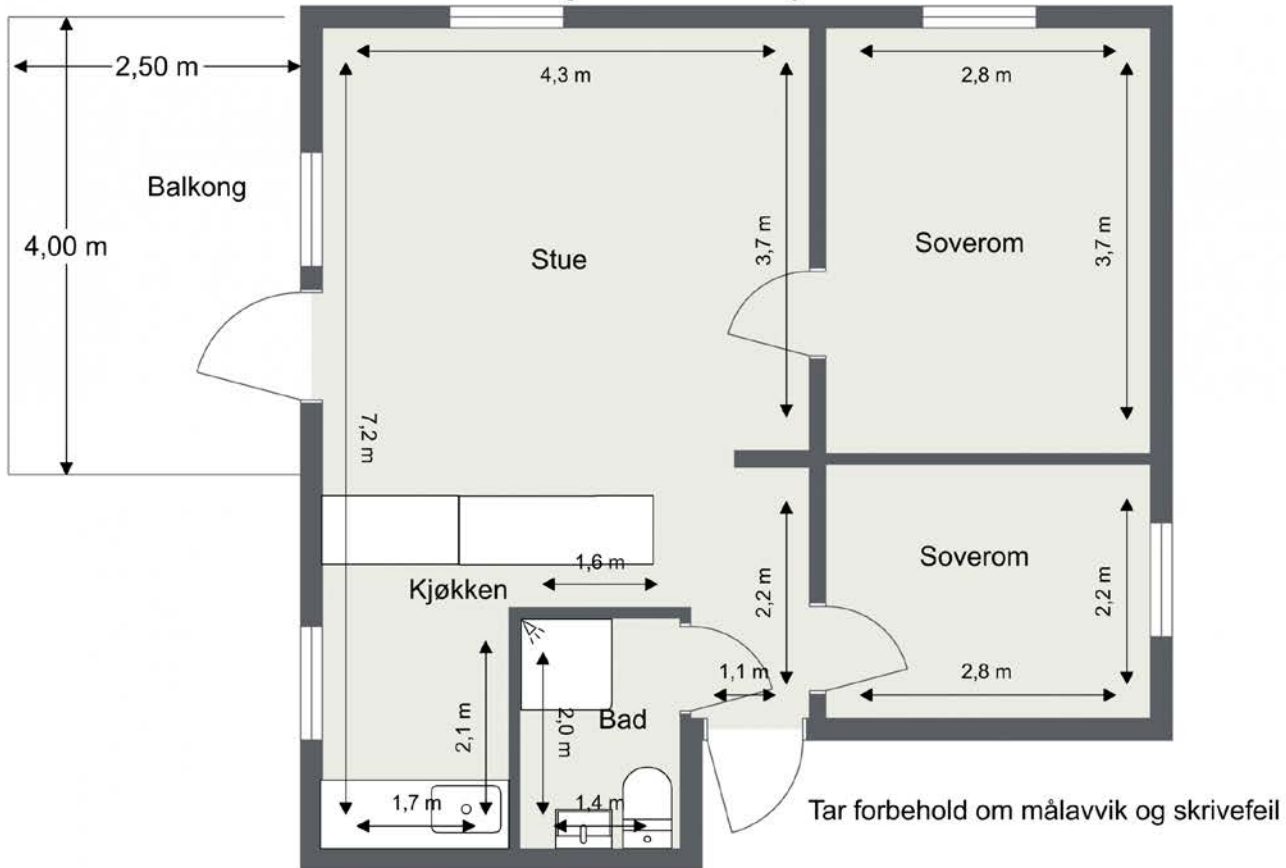 2,50 m
4,3 m
2,8 m
Balkong
4,00 m
Stue
3,7 m
Soverom
3,7 m
7,2 m
1,6 m
Kjøkken
2,2 m
Soverom
2,2 m
1,1 m
2,8 m
2,1 m
2,0 m
Bad
1,7 m
1,4 m
Tar forbehold om målavvik og skrivefeil